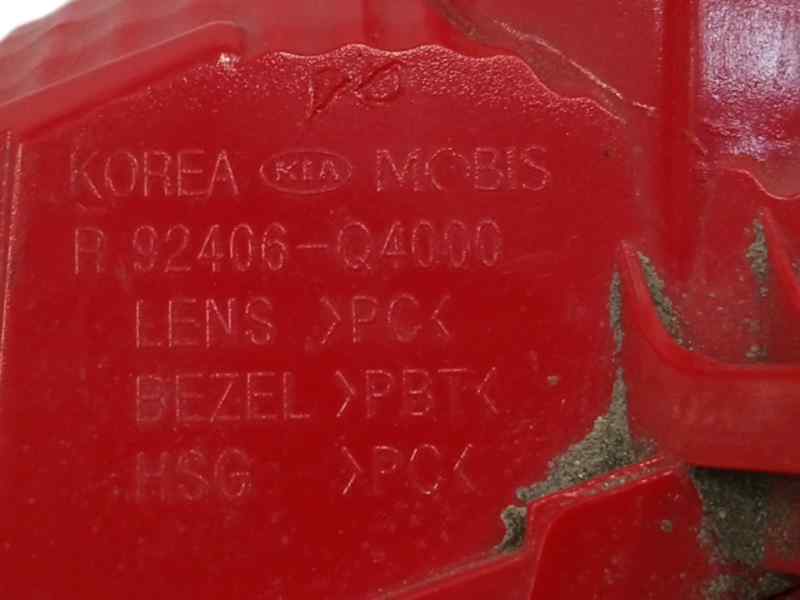 KOREA KIA MOBIS
R 92406-Q4000
LENS >PC<
BEZEL >PBT<
HSG >PC<